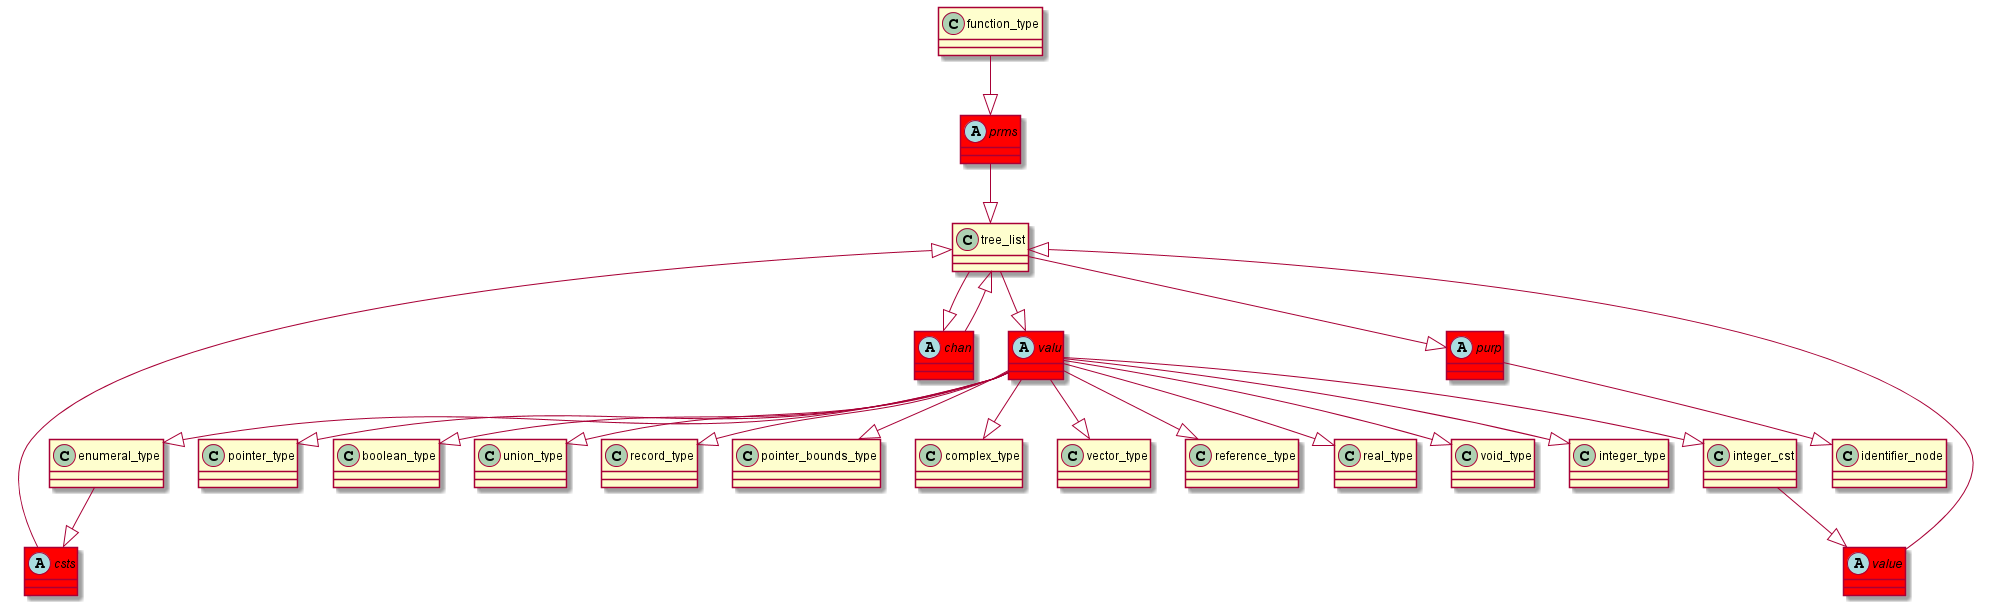 C function_type
A prms
C tree_list
A chan
A valu
A purp
C enumeral_type
C pointer_type
C boolean_type
C union_type
C record_type
C pointer_bounds_type
C complex_type
C vector_type
C reference_type
C real_type
C void_type
C integer_type
C integer_cst
C identifier_node
A csts
A value